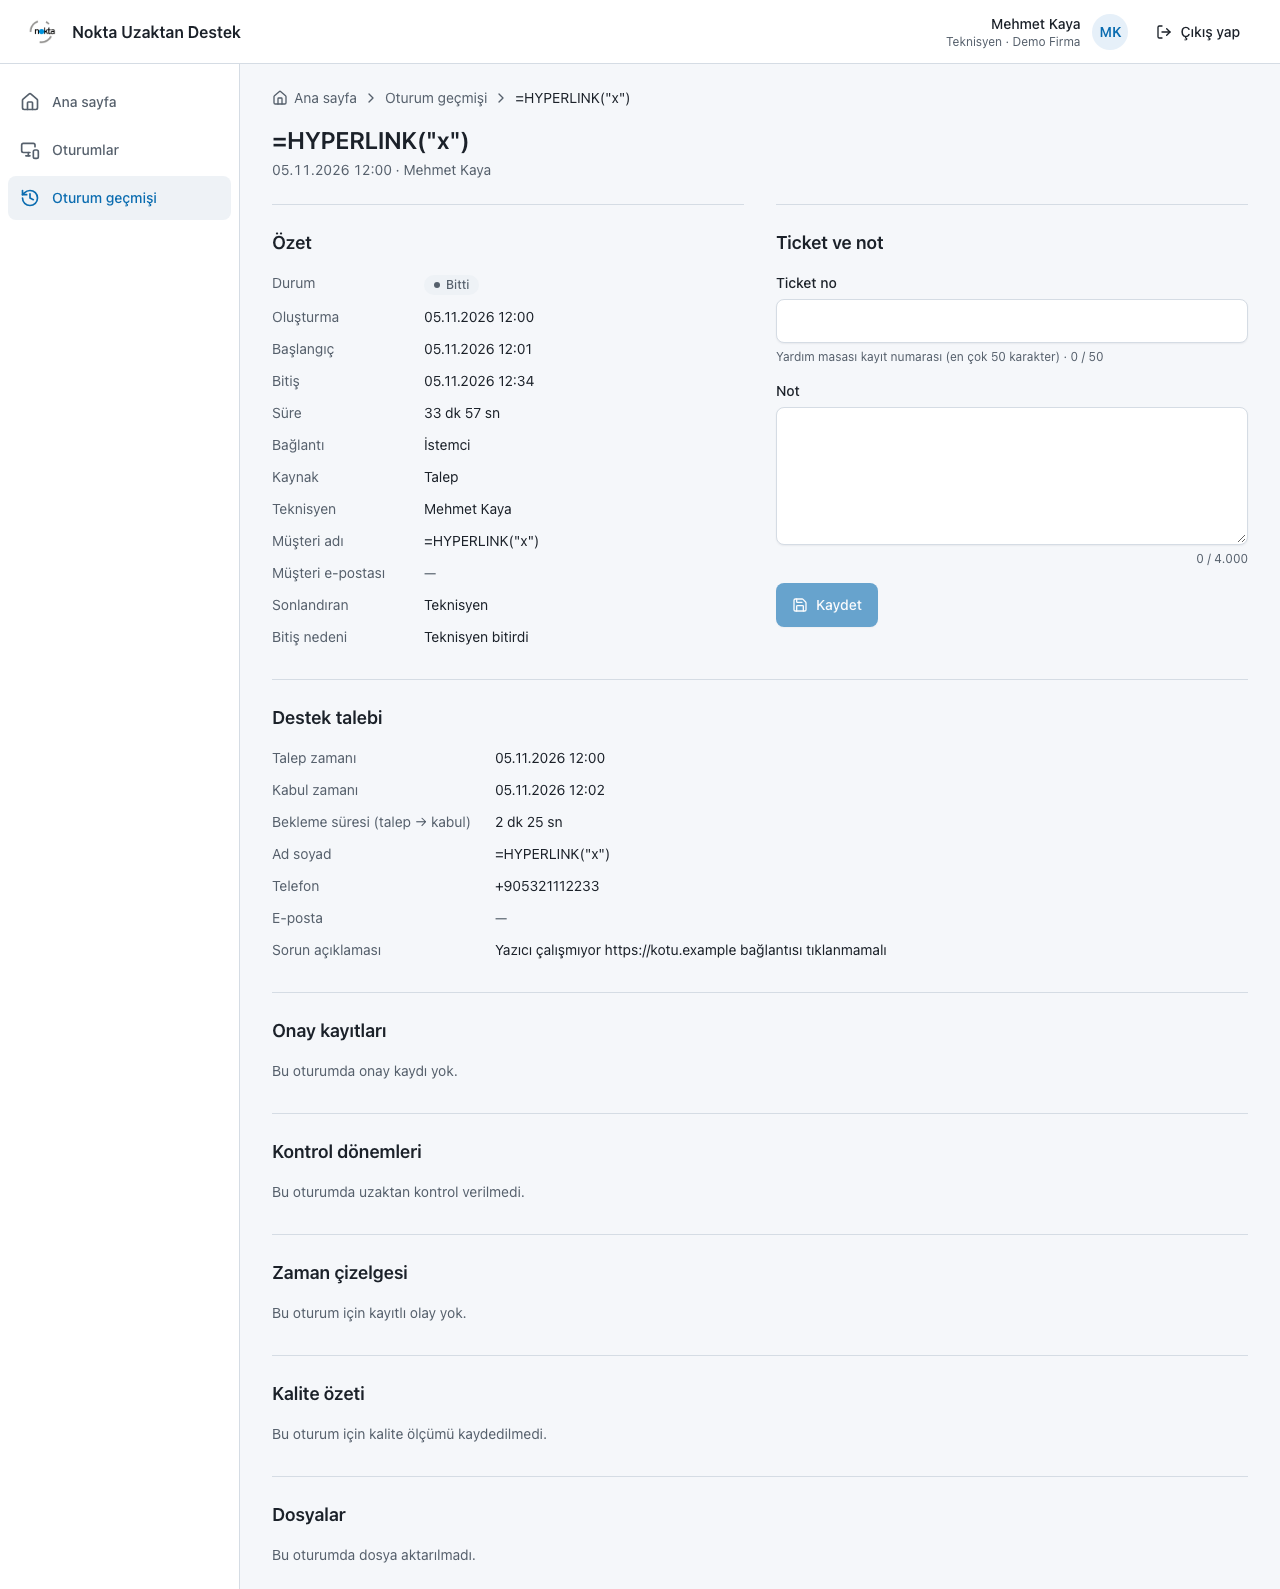 nokta
Nokta Uzaktan Destek
Mehmet Kaya
Teknisyen · Demo Firma
MK
Çıkış yap
Ana sayfa
Oturumlar
Oturum geçmişi
Ana sayfa > Oturum geçmişi > =HYPERLINK("x")
=HYPERLINK("x")
05.11.2026 12:00 · Mehmet Kaya
Özet
Durum Bitti
Oluşturma 05.11.2026 12:00
Başlangıç 05.11.2026 12:01
Bitiş 05.11.2026 12:34
Süre 33 dk 57 sn
Bağlantı İstemci
Kaynak Talep
Teknisyen Mehmet Kaya
Müşteri adı =HYPERLINK("x")
Müşteri e-postası —
Sonlandıran Teknisyen
Bitiş nedeni Teknisyen bitirdi
Ticket ve not
Ticket no
Yardım masası kayıt numarası (en çok 50 karakter) · 0 / 50
Not
0 / 4.000
Kaydet
Destek talebi
Talep zamanı 05.11.2026 12:00
Kabul zamanı 05.11.2026 12:02
Bekleme süresi (talep → kabul) 2 dk 25 sn
Ad soyad =HYPERLINK("x")
Telefon +905321112233
E-posta —
Sorun açıklaması Yazıcı çalışmıyor https://kotu.example bağlantısı tıklanmamalı
Onay kayıtları
Bu oturumda onay kaydı yok.
Kontrol dönemleri
Bu oturumda uzaktan kontrol verilmedi.
Zaman çizelgesi
Bu oturum için kayıtlı olay yok.
Kalite özeti
Bu oturum için kalite ölçümü kaydedilmedi.
Dosyalar
Bu oturumda dosya aktarılmadı.